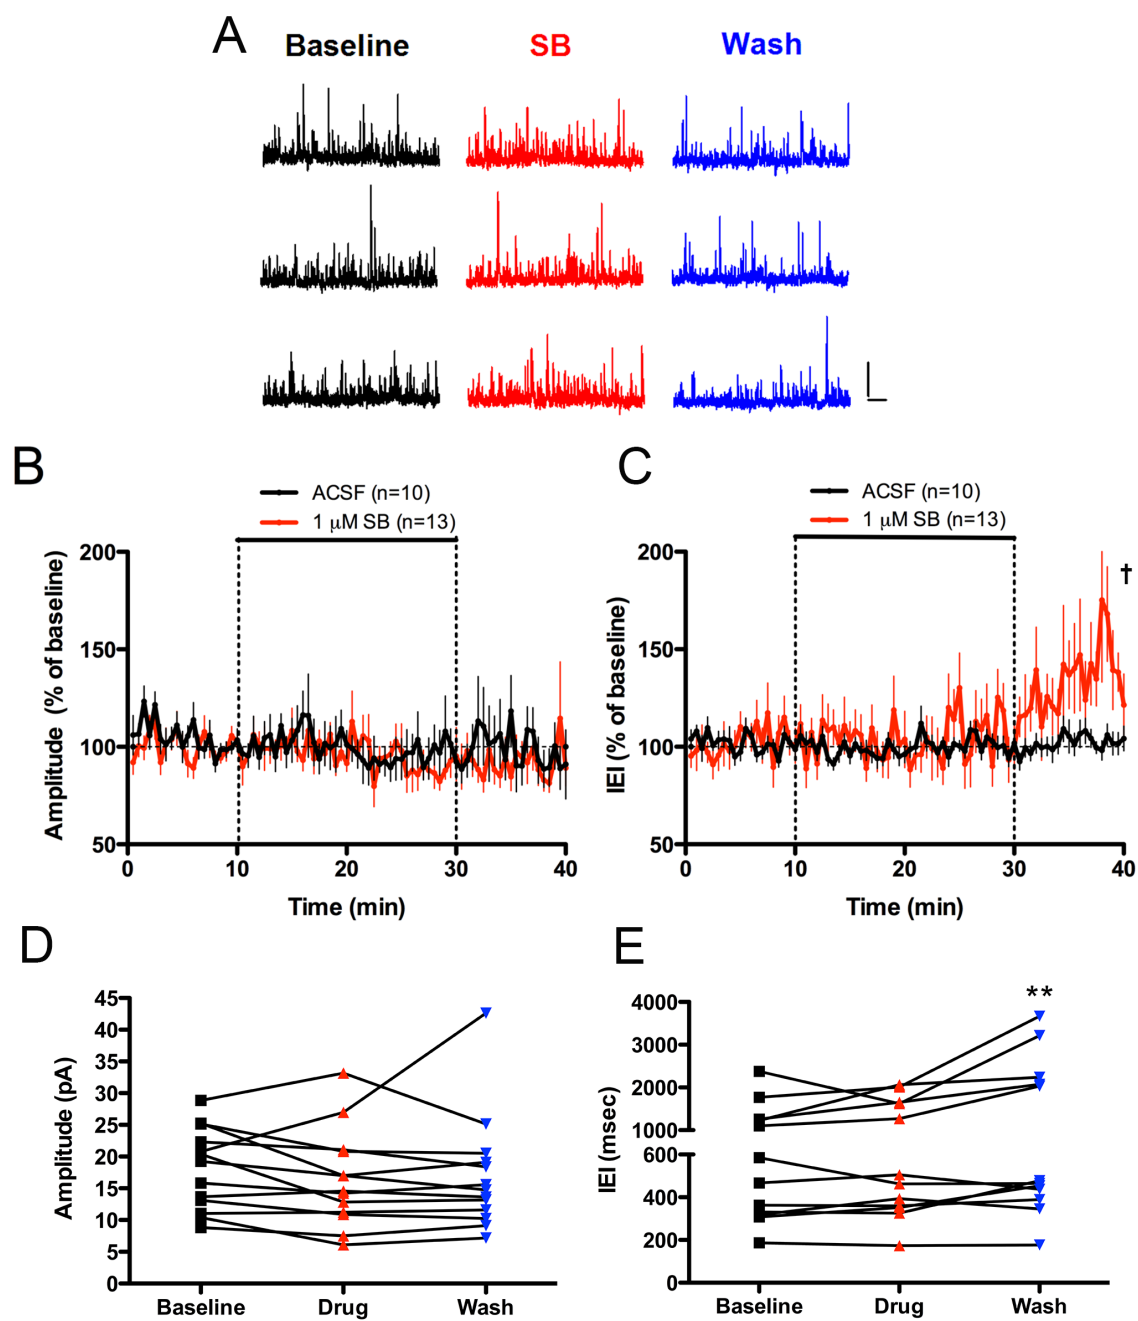 A
Baseline SB Wash
B
ACSF (n=10)
1 μM SB (n=13)
Amplitude (% of baseline)
200
150
100
50
0 10 20 30 40
Time (min)
C
ACSF (n=10)
1 μM SB (n=13)
†
IEI (% of baseline)
200
150
100
50
0 10 20 30 40
Time (min)
D
Amplitude (pA)
45
40
35
30
25
20
15
10
5
0
Baseline Drug Wash
E
**
IEI (msec)
4000
3000
2000
1000
600
400
200
0
Baseline Drug Wash